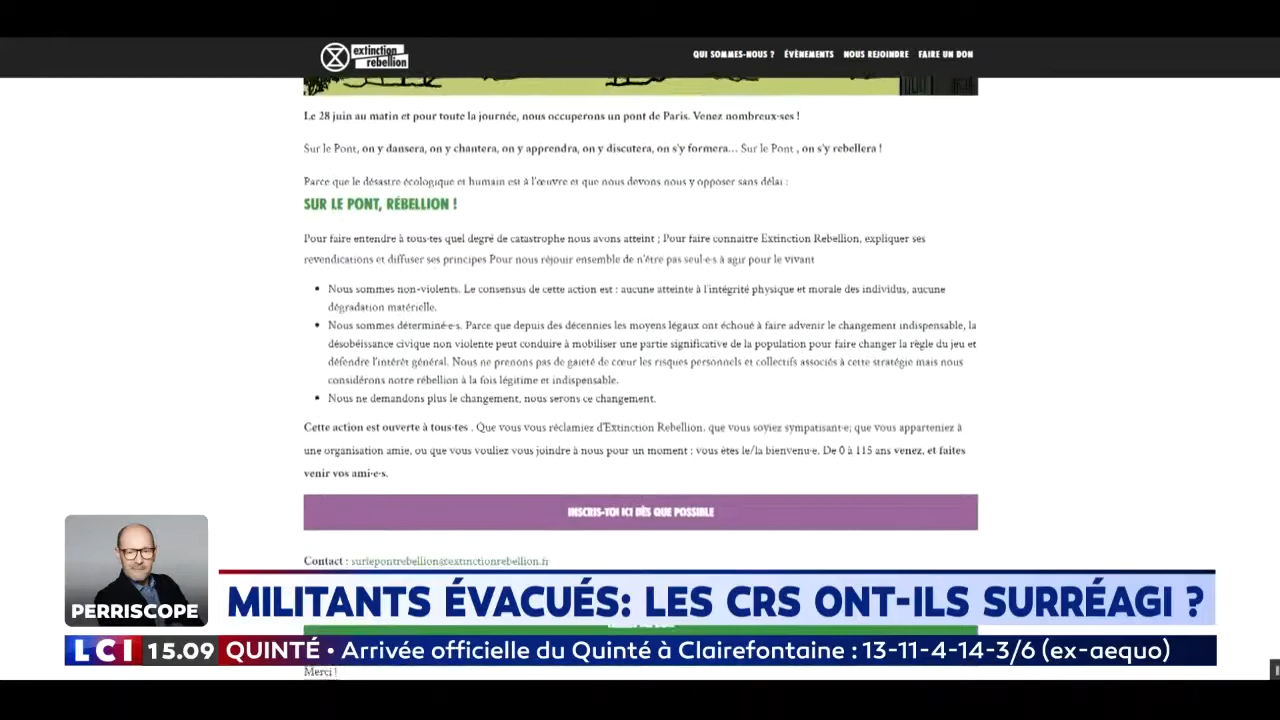 extinction
rebellion
QUI SOMMES-NOUS ? ÉVÈNEMENTS NOUS REJOINDRE FAIRE UN DON
Le 28 juin au matin et pour toute la journée, nous occuperons un pont de Paris. Venez nombreux·ses !
Sur le Pont, on y dansera, on y chantera, on y apprendra, on y discutera, on s'y formera... Sur le Pont , on s'y rebellera !
Parce que le désastre écologique et humain est à l'œuvre et que nous devons nous y opposer sans délai :
SUR LE PONT, RÉBELLION !
Pour faire entendre à tous·tes quel degré de catastrophe nous avons atteint ; Pour faire connaitre Extinction Rebellion, expliquer ses
revendications et diffuser ses principes Pour nous réjouir ensemble de n'être pas seul·e·s à agir pour le vivant
• Nous sommes non-violents. Le consensus de cette action est : aucune atteinte à l'intégrité physique et morale des individus, aucune
dégradation matérielle.
• Nous sommes déterminé·e·s. Parce que depuis des décennies les moyens légaux ont échoué à faire advenir le changement indispensable, la
désobéissance civique non violente peut conduire à mobiliser une partie significative de la population pour faire changer la règle du jeu et
défendre l'intérêt général. Nous ne prenons pas de gaieté de cœur les risques personnels et collectifs associés à cette stratégie mais nous
considérons notre rébellion à la fois légitime et indispensable.
• Nous ne demandons plus le changement, nous serons ce changement.
Cette action est ouverte à tous·tes . Que vous vous réclamiez d'Extinction Rebellion, que vous soyiez sympatisant·e; que vous apparteniez à
une organisation amie, ou que vous vouliez vous joindre à nous pour un moment : vous êtes le/la bienvenu·e. De 0 à 115 ans venez, et faites
venir vos ami·e·s.
INSCRIS-TOI ICI DÈS QUE POSSIBLE
Contact : surlepontrebellion@extinctionrebellion.fr
PERRISCOPE
MILITANTS ÉVACUÉS: LES CRS ONT-ILS SURRÉAGI ?
LCI 15.09 QUINTÉ • Arrivée officielle du Quinté à Clairefontaine : 13-11-4-14-3/6 (ex-aequo)
Merci !